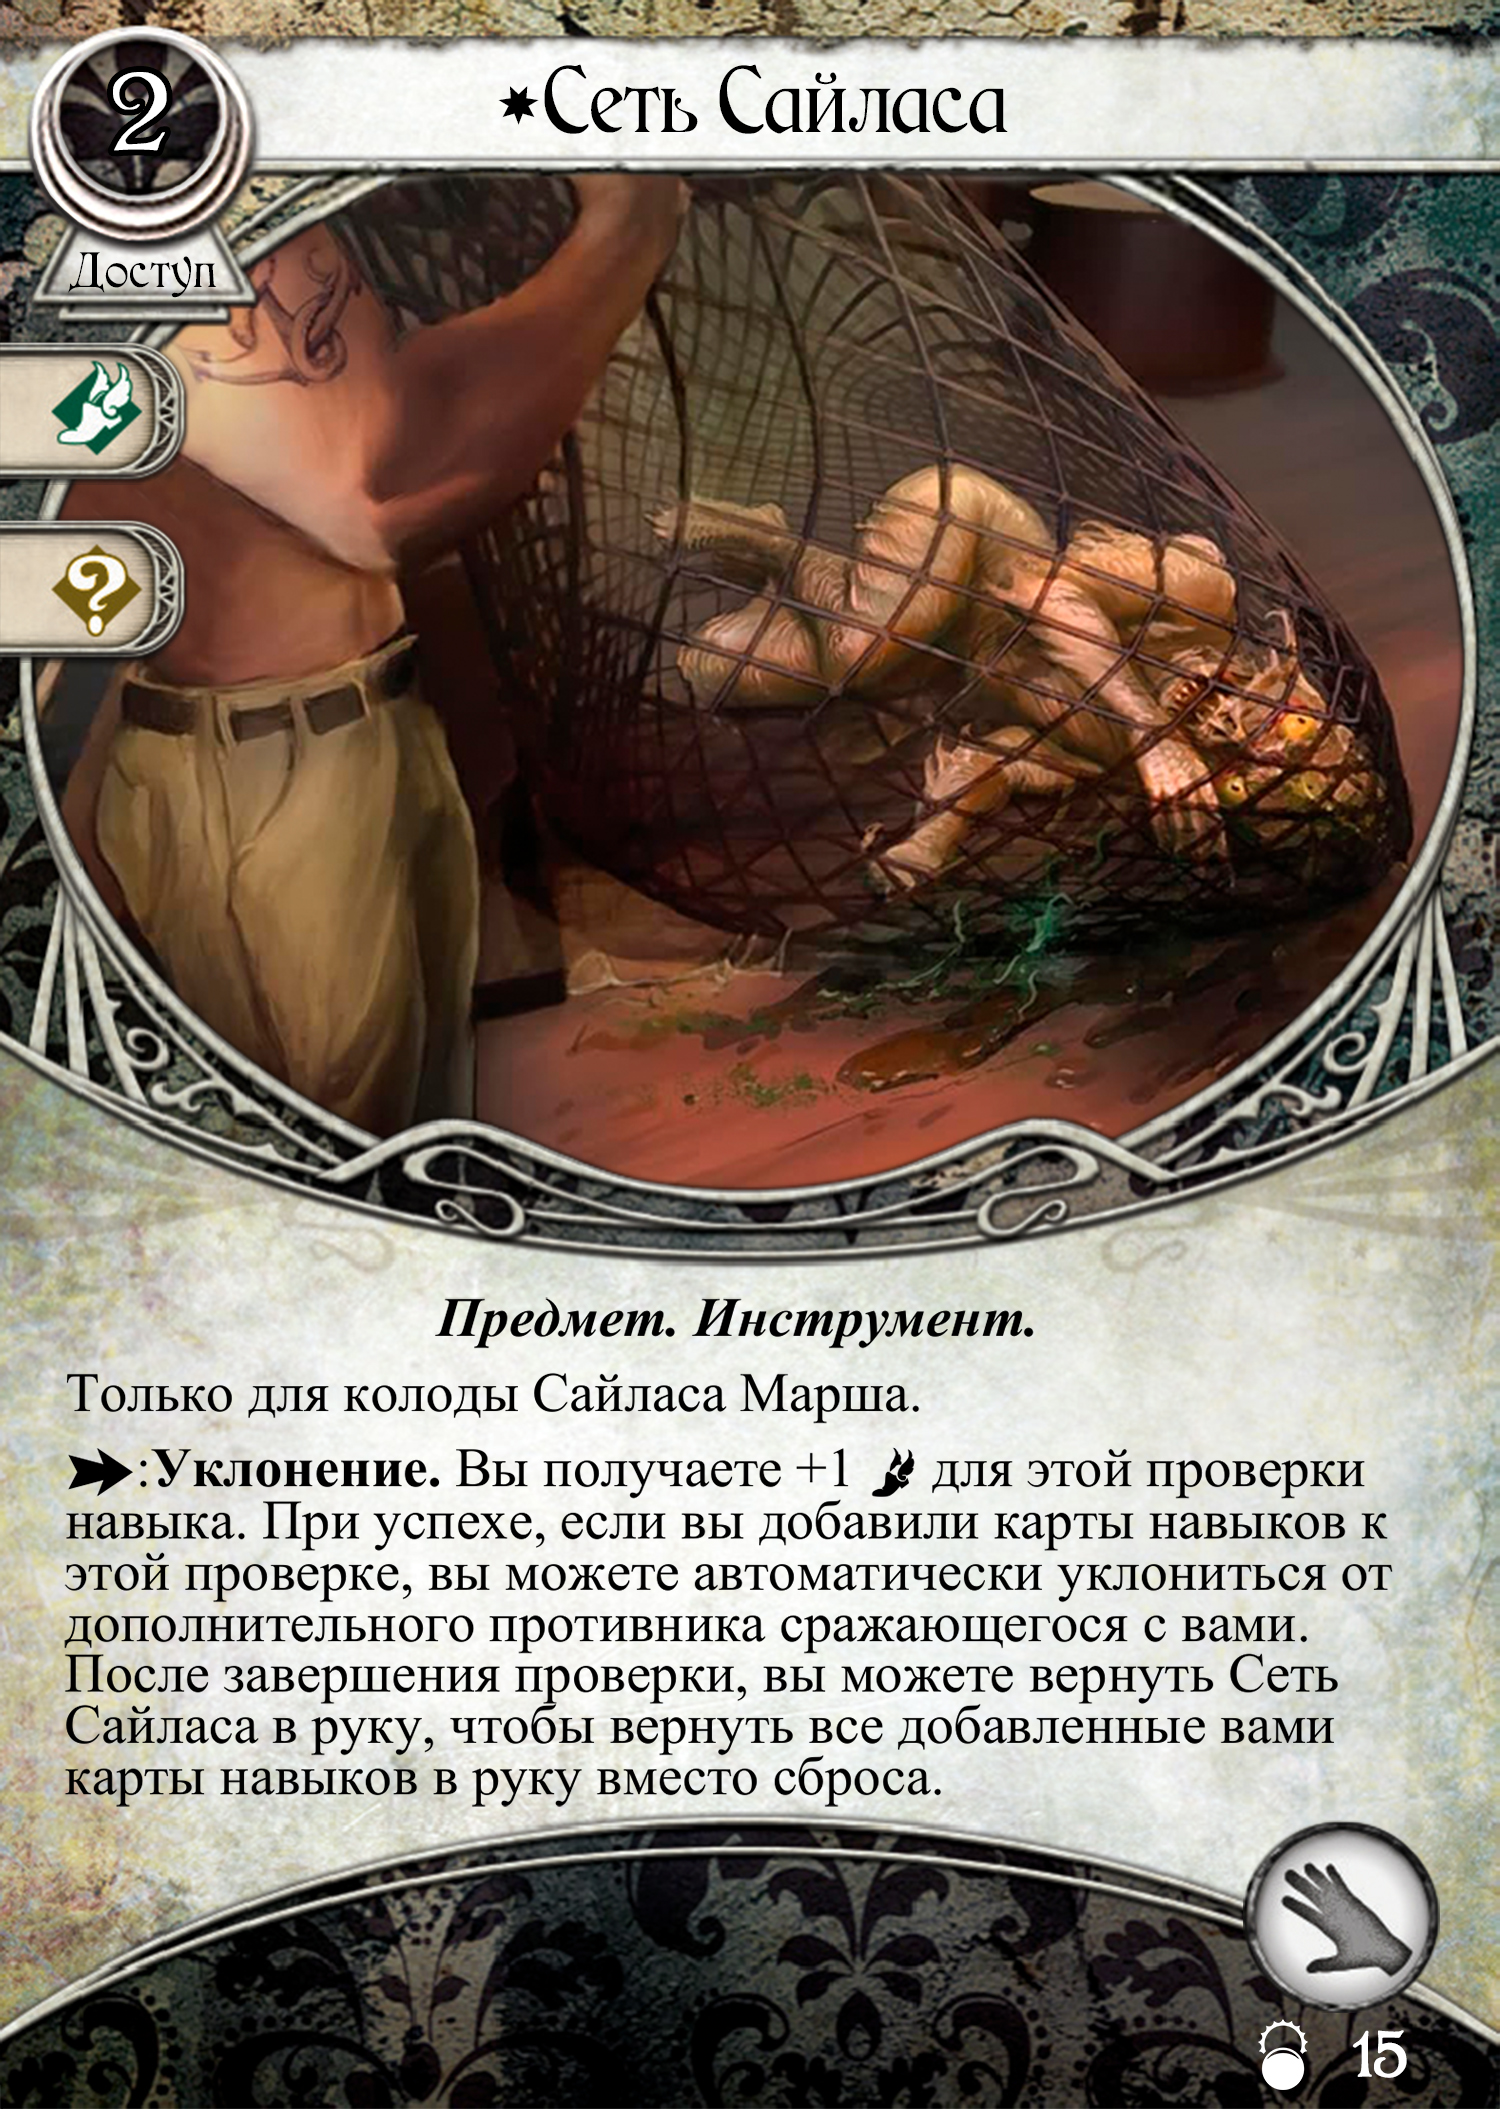 2
Сеть Сайласа
Доступ
?
Предмет. Инструмент.
Только для колоды Сайласа Марша.
:Уклонение. Вы получаете +1 для этой проверки
навыка. При успехе, если вы добавили карты навыков к
этой проверке, вы можете автоматически уклониться от
дополнительного противника сражающегося с вами.
После завершения проверки, вы можете вернуть Сеть
Сайласа в руку, чтобы вернуть все добавленные вами
карты навыков в руку вместо сброса.
15